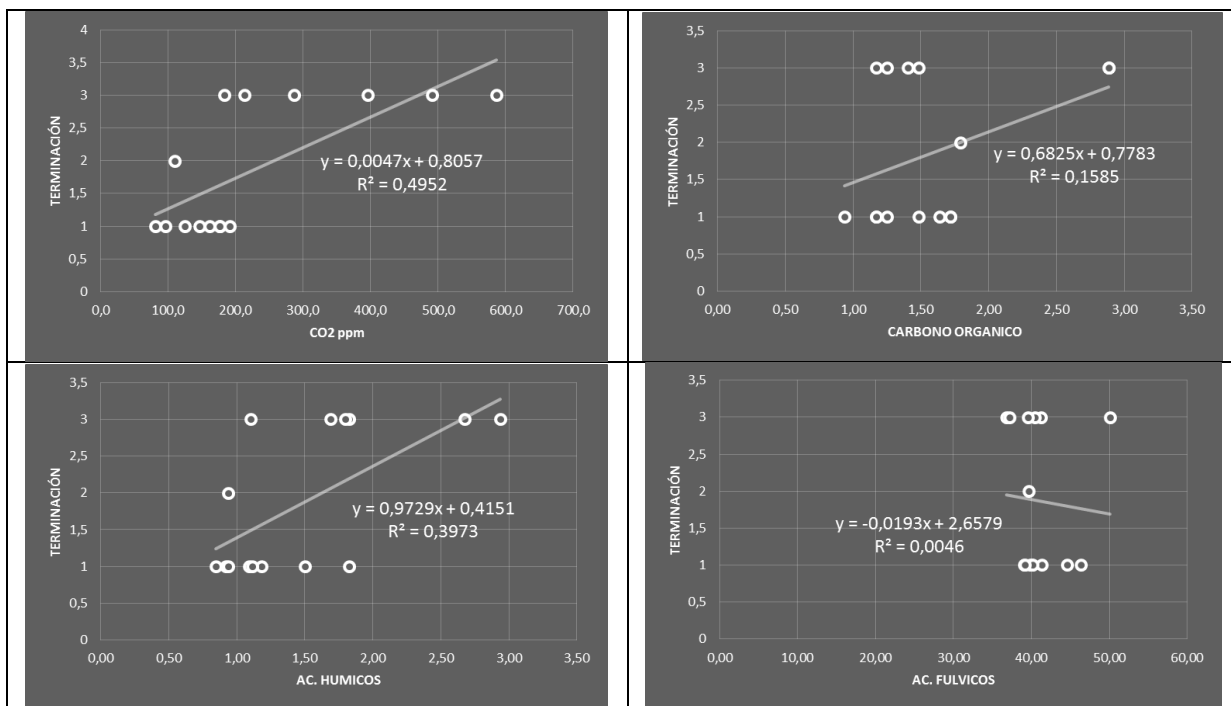 4
3,5
3
2,5
2
1,5
1
0,5
0
TERMINACIÓN
y = 0,0047x + 0,8057
R² = 0,4952
0,0 100,0 200,0 300,0 400,0 500,0 600,0 700,0
CO2 ppm
3,5
3
2,5
2
1,5
1
0,5
0
TERMINACIÓN
y = 0,6825x + 0,7783
R² = 0,1585
0,00 0,50 1,00 1,50 2,00 2,50 3,00 3,50
CARBONO ORGANICO
3,5
3
2,5
2
1,5
1
0,5
0
TERMINACIÓN
y = 0,9729x + 0,4151
R² = 0,3973
0,00 0,50 1,00 1,50 2,00 2,50 3,00 3,50
AC. HUMICOS
3,5
3
2,5
2
1,5
1
0,5
0
TERMINACIÓN
y = -0,0193x + 2,6579
R² = 0,0046
0,00 10,00 20,00 30,00 40,00 50,00 60,00
AC. FULVICOS